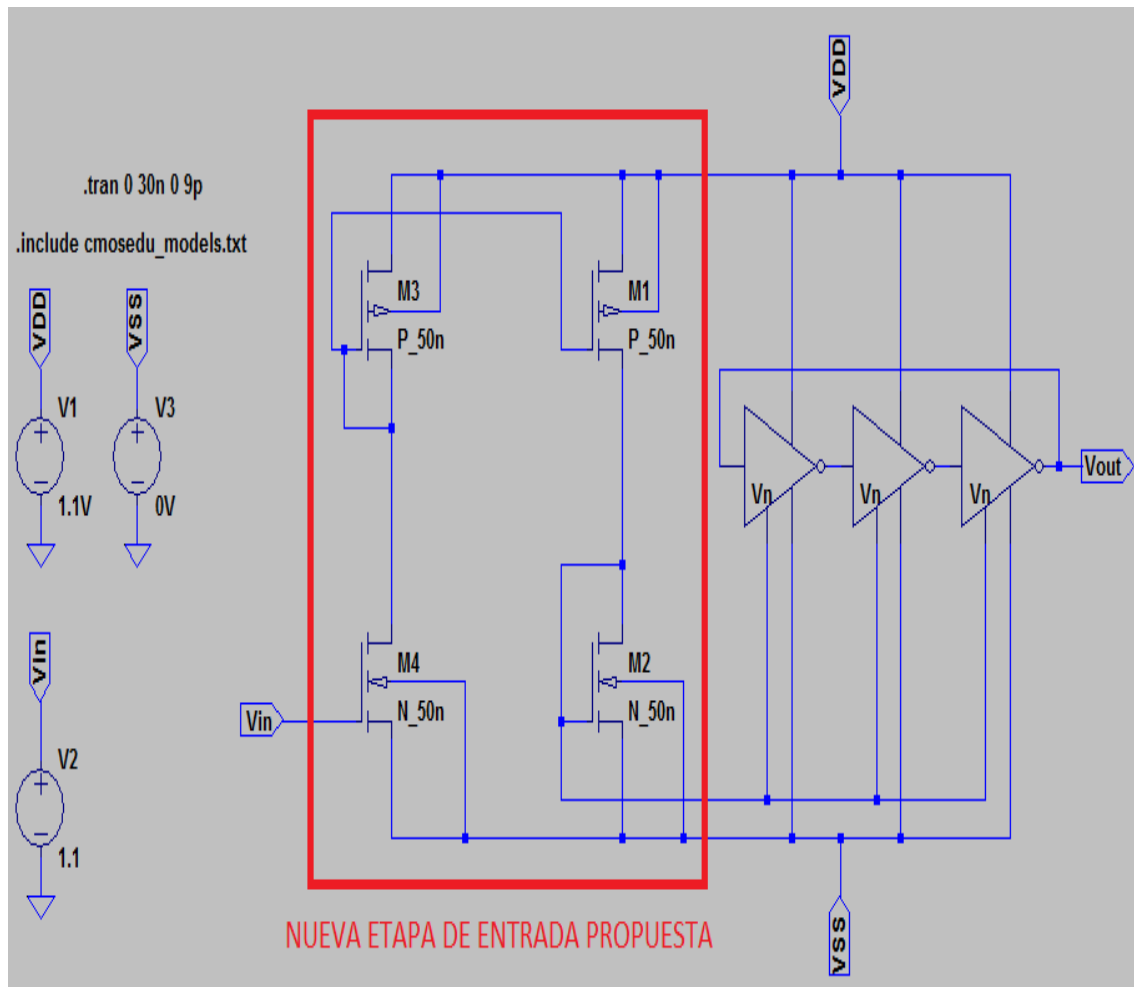 VDD
.tran 0 30n 0 9p
.include cmosedu_models.txt
VDD
VSS
M3
M1
P_50n
P_50n
V1
V3
1.1V
0V
Vn
Vn
Vn
Vout
Vin
M4
M2
N_50n
N_50n
Vin
V2
1.1
NUEVA ETAPA DE ENTRADA PROPUESTA
VSS